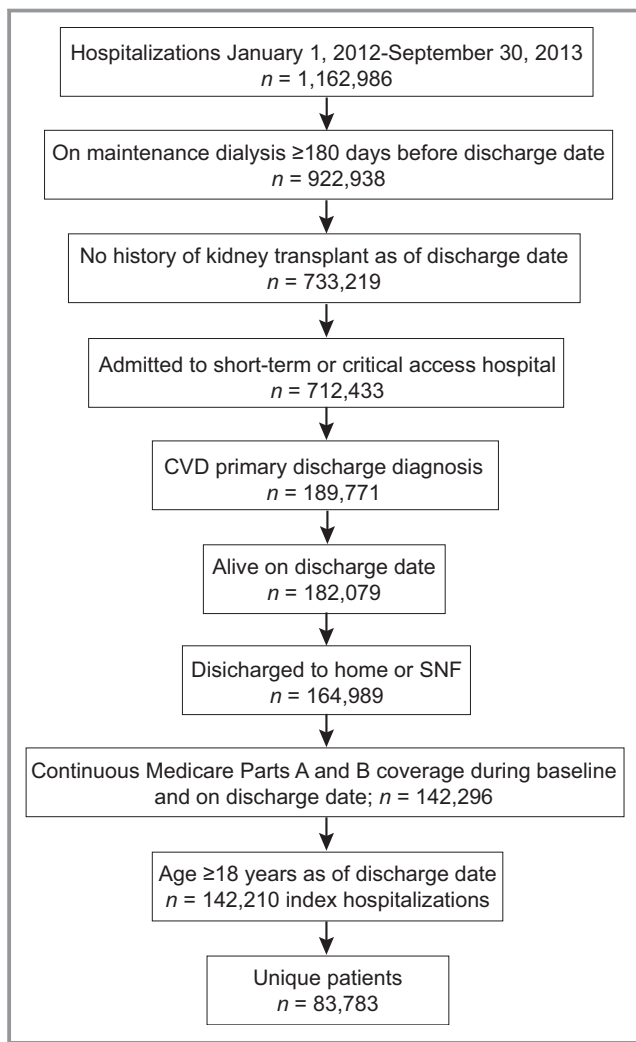 Hospitalizations January 1, 2012-September 30, 2013
n = 1,162,986
On maintenance dialysis ≥180 days before discharge date
n = 922,938
No history of kidney transplant as of discharge date
n = 733,219
Admitted to short-term or critical access hospital
n = 712,433
CVD primary discharge diagnosis
n = 189,771
Alive on discharge date
n = 182,079
Disicharged to home or SNF
n = 164,989
Continuous Medicare Parts A and B coverage during baseline
and on discharge date; n = 142,296
Age ≥18 years as of discharge date
n = 142,210 index hospitalizations
Unique patients
n = 83,783